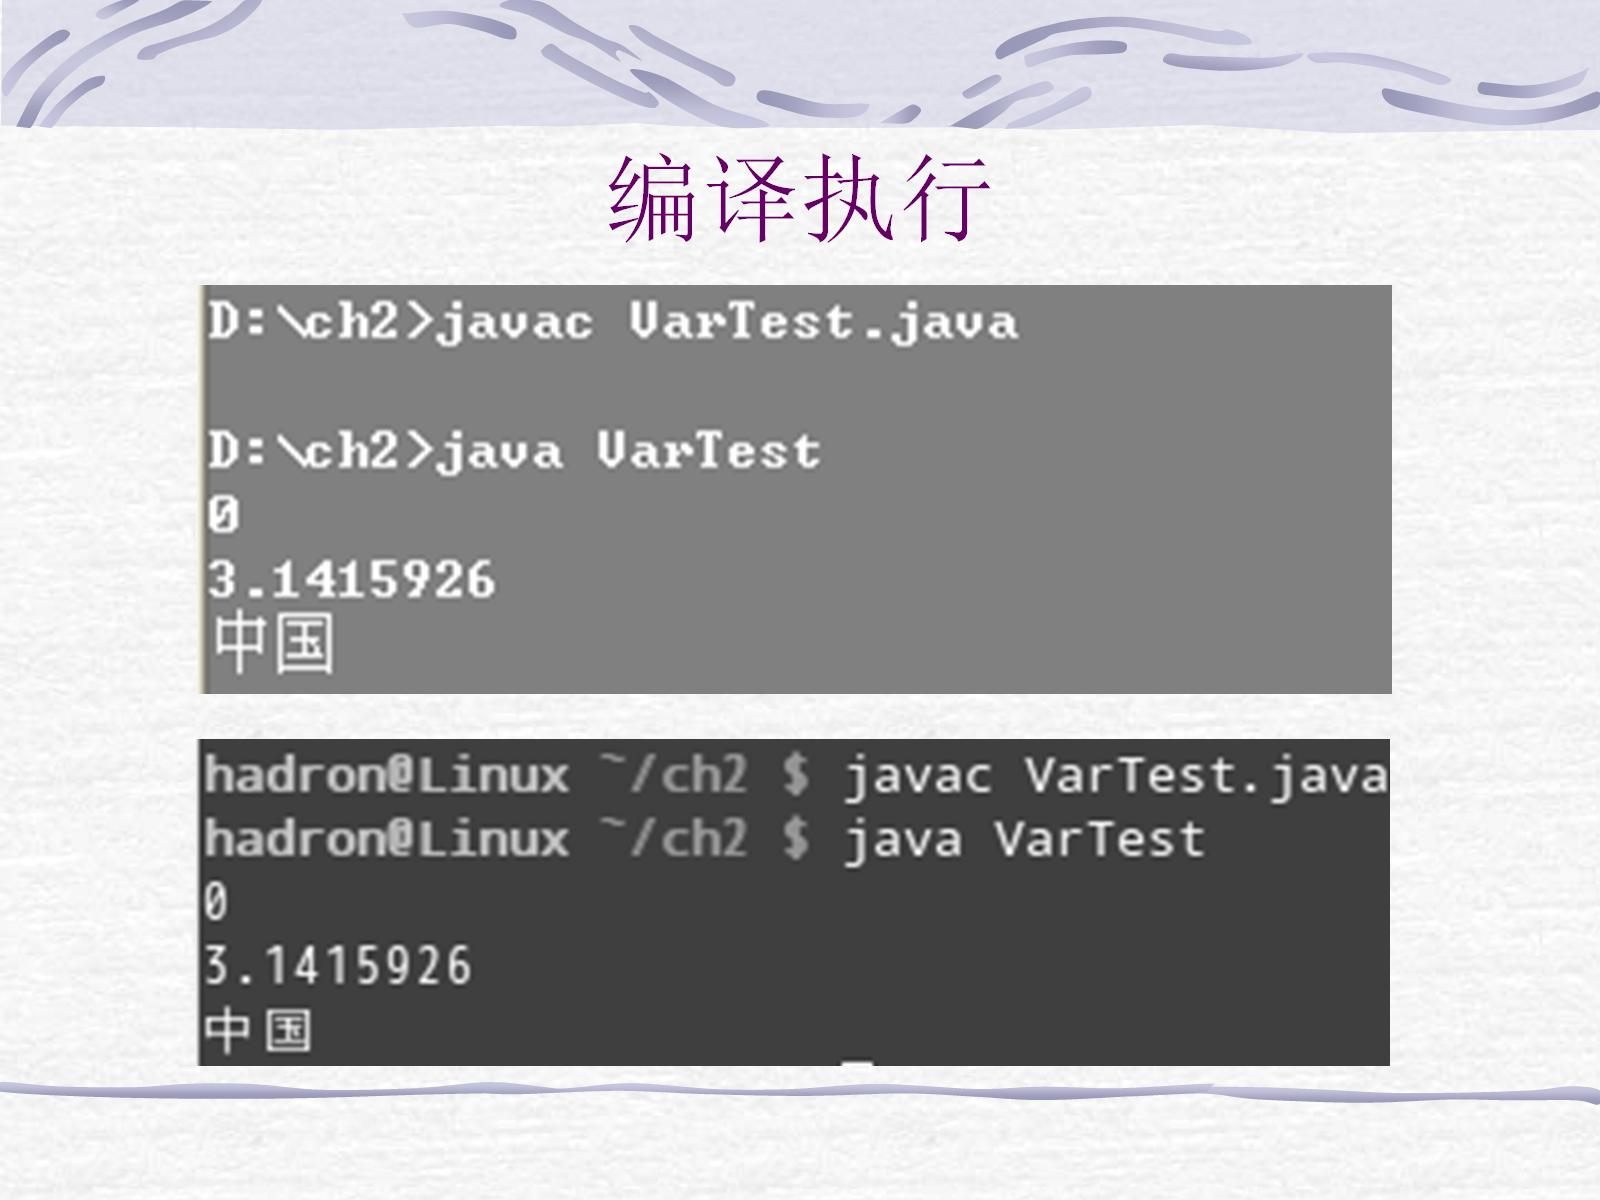 编译执行
D:\ch2>javac VarTest.java
D:\ch2>java VarTest
0
3.1415926
中国
hadron@Linux ~/ch2 $ javac VarTest.java
hadron@Linux ~/ch2 $ java VarTest
0
3.1415926
中国